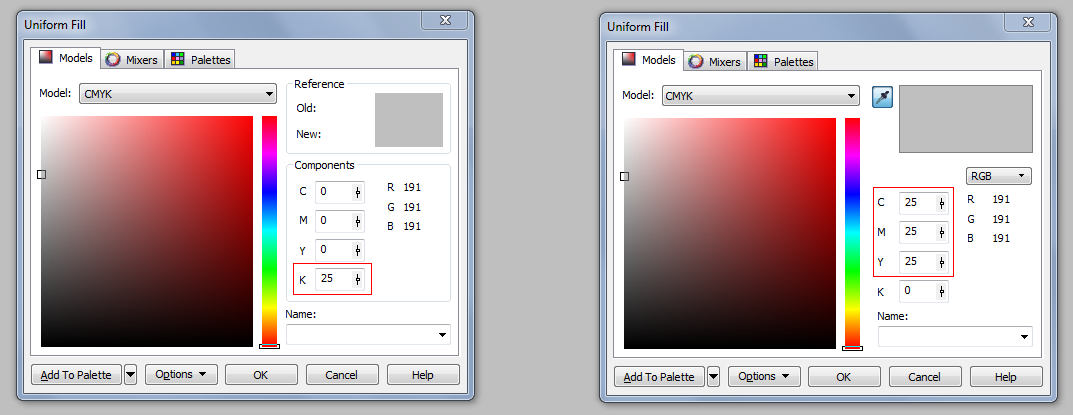 Uniform Fill
Models Mixers Palettes
Model: CMYK
Reference
Old:
New:
Components
C 0 R 191
M 0 G 191
Y 0 B 191
K 25
Name:
Add To Palette Options OK Cancel Help
Uniform Fill
Models Mixers Palettes
Model: CMYK
RGB
C 25 R 191
M 25 G 191
Y 25 B 191
K 0
Name:
Add To Palette Options OK Cancel Help